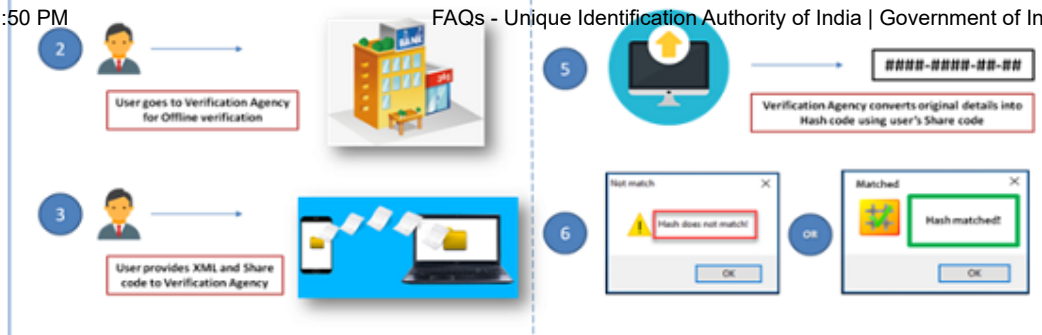 :50 PM
FAQs - Unique Identification Authority of India | Government of In
2
BANK
User goes to Verification Agency
for Offline verification
3
User provides XML and Share
code to Verification Agency
5
####-####-##-##
Verification Agency converts original details into
Hash code using user's Share code
6
Not match
Hash does not match!
OK
OR
Matched
Hash matched!
OK